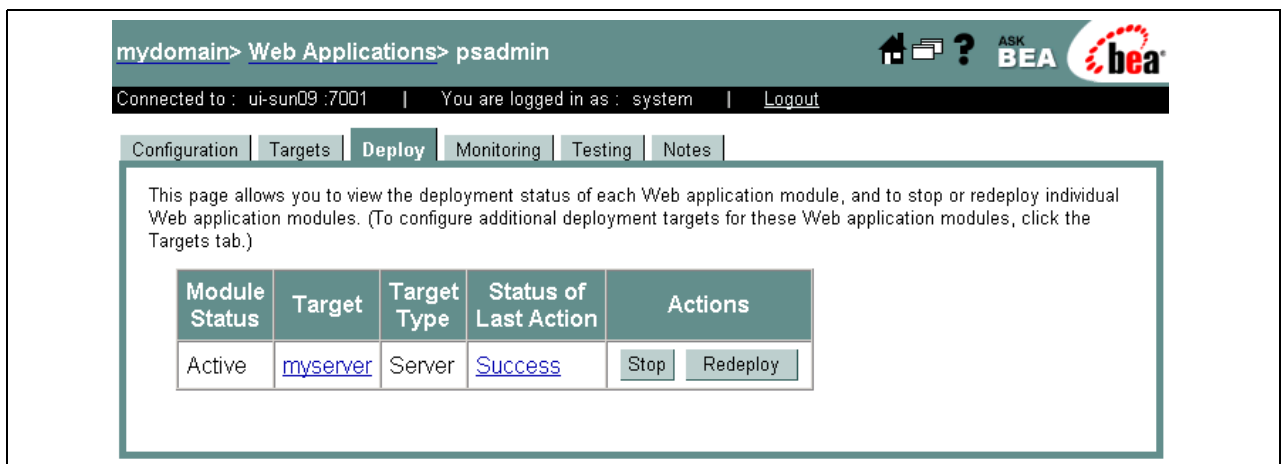 mydomain> Web Applications> psadmin
? ASK BEA bea
Connected to : ui-sun09 :7001 | You are logged in as : system | Logout
Configuration Targets Deploy Monitoring Testing Notes
This page allows you to view the deployment status of each Web application module, and to stop or redeploy individual
Web application modules. (To configure additional deployment targets for these Web application modules, click the
Targets tab.)
Module Status Target Target Type Status of Last Action Actions
Active myserver Server Success Stop Redeploy